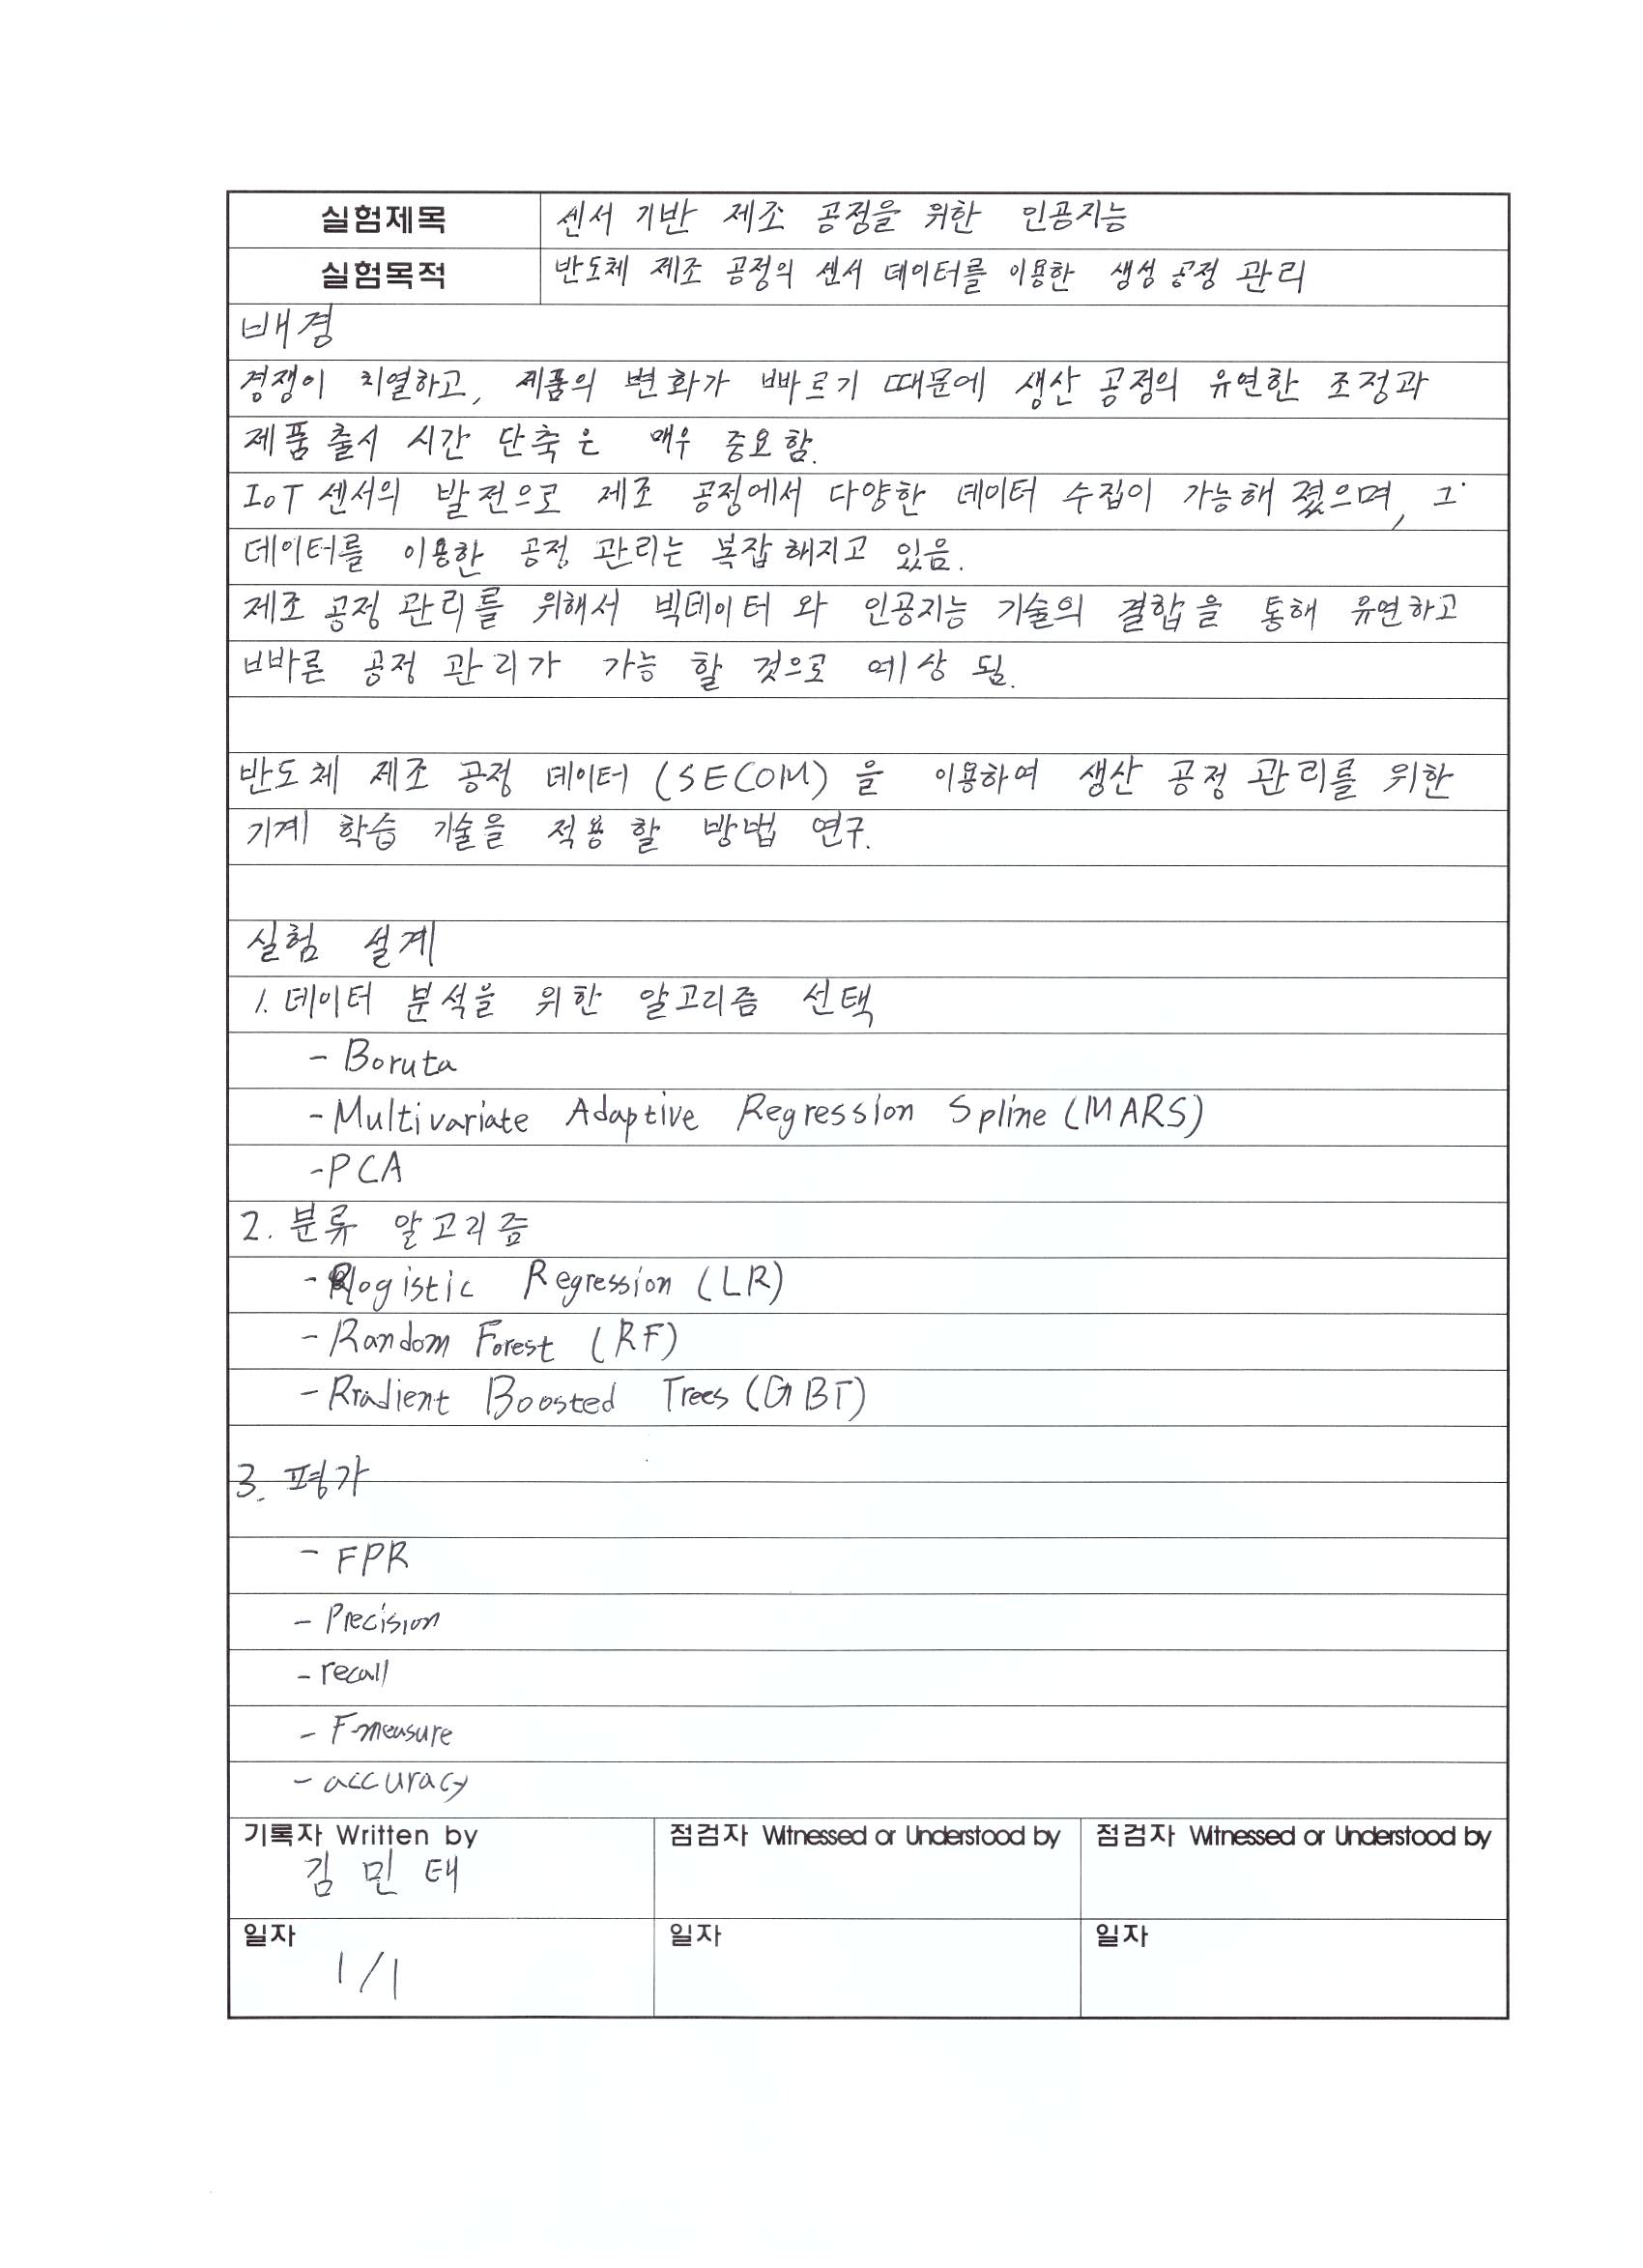 실험제목 센서 기반 제조 공정을 위한 인공지능
실험목적 반도체 제조 공정의 센서 데이터를 이용한 생성 공정 관리
배경
경쟁이 치열하고, 제품의 변화가 빠르기 때문에 생산 공정의 유연한 조정과
제품 출시 시간 단축은 매우 중요함.
IoT 센서의 발전으로 제조 공정에서 다양한 데이터 수집이 가능해 졌으며, 그
데이터를 이용한 공정 관리는 복잡해지고 있음.
제조 공정 관리를 위해서 빅데이터 와 인공지능 기술의 결합을 통해 유연하고
빠른 공정 관리가 가능 할 것으로 예상 됨.
반도체 제조 공정 데이터 (SECOM) 을 이용하여 생산 공정 관리를 위한
기계 학습 기술을 적용 할 방법 연구.
실험 설계
1. 데이터 분석을 위한 알고리즘 선택
- Boruta
- Multivariate Adaptive Regression Spline (MARS)
- PCA
2. 분류 알고리즘
- logistic Regression (LR)
- Random Forest (RF)
- Rradient Boosted Trees (GBT)
3. 평가
- FPR
- Precision
- recall
- F-measure
- accuracy
기록자 Written by 점검자 Witnessed or Understood by 점검자 Witnessed or Understood by
김민태
일자 일자 일자
1/1